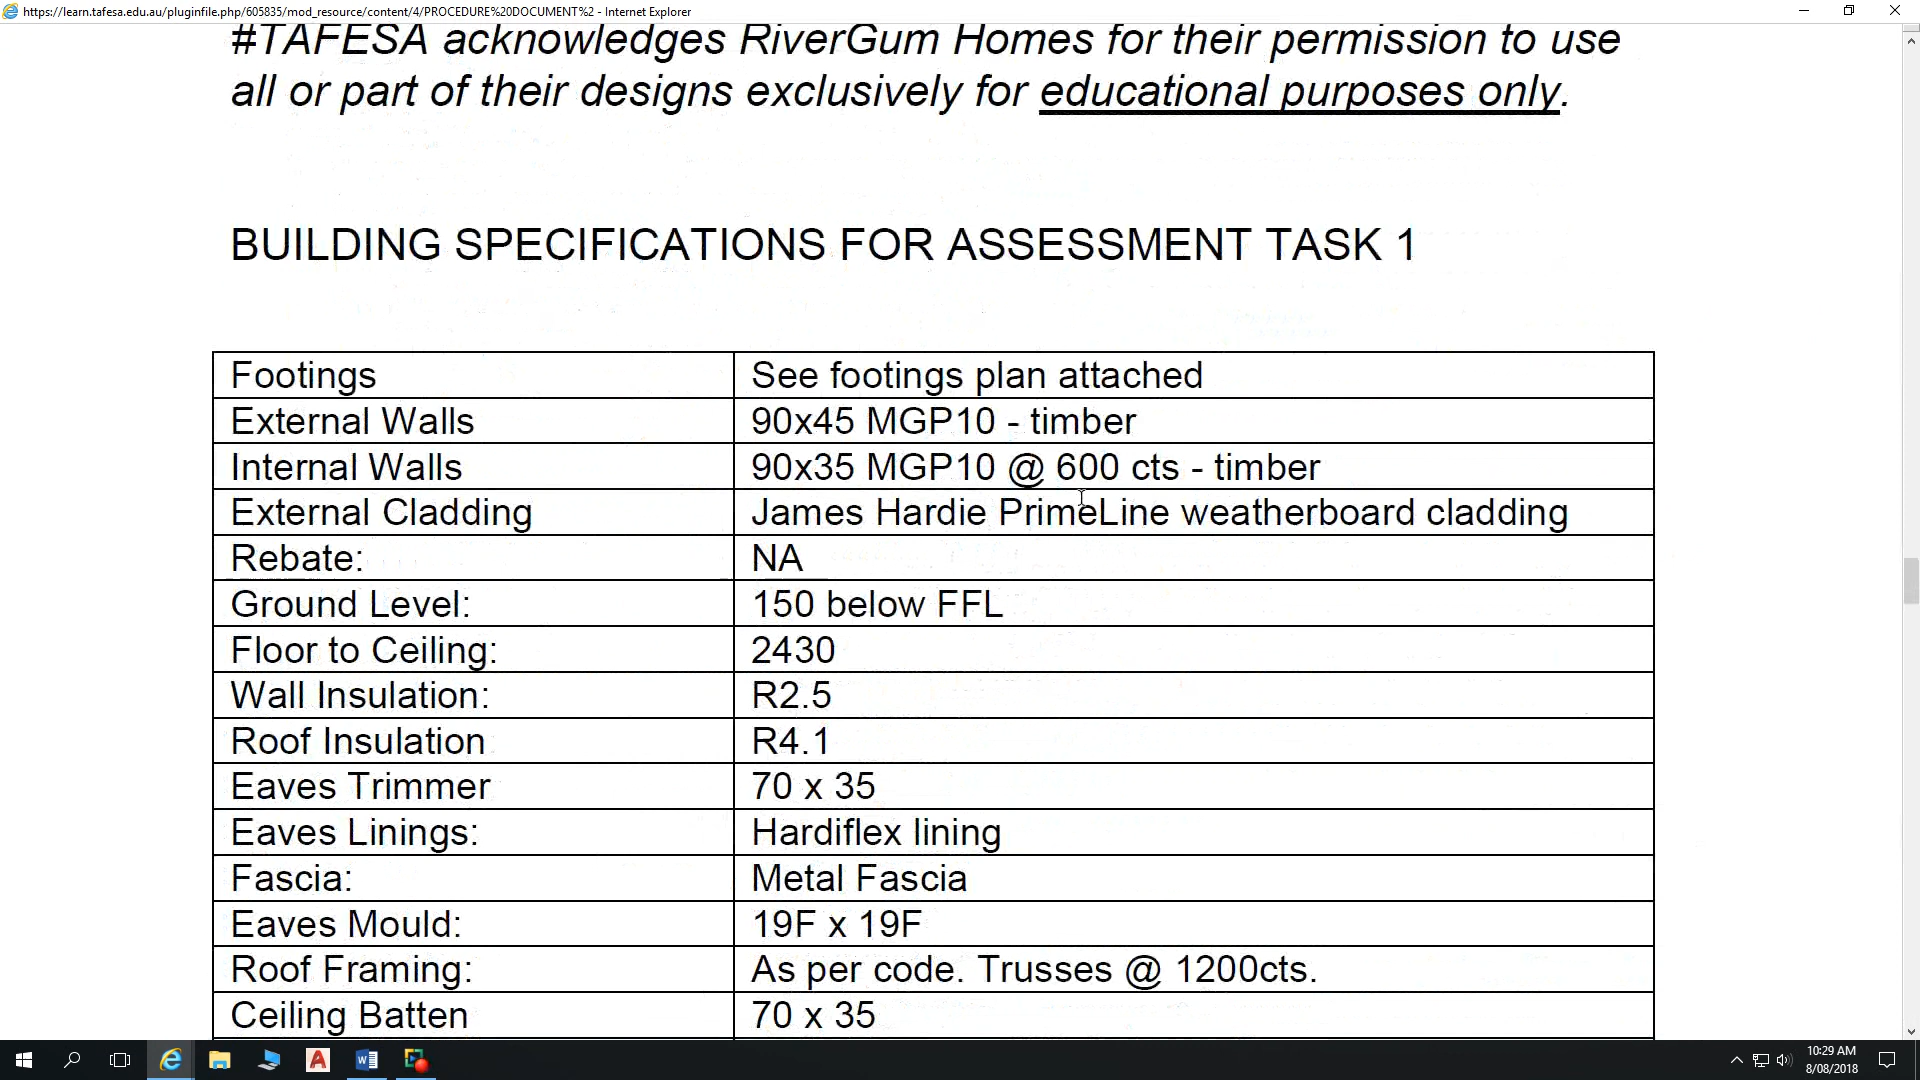 https://learn.tafesa.edu.au/pluginfile.php/605835/mod_resource/content/4/PROCEDURE%20DOCUMENT%2 - Internet Explorer
#TAFESA acknowledges RiverGum Homes for their permission to use
all or part of their designs exclusively for educational purposes only.
BUILDING SPECIFICATIONS FOR ASSESSMENT TASK 1
Footings See footings plan attached
External Walls 90x45 MGP10 - timber
Internal Walls 90x35 MGP10 @ 600 cts - timber
External Cladding James Hardie PrimeLine weatherboard cladding
Rebate: NA
Ground Level: 150 below FFL
Floor to Ceiling: 2430
Wall Insulation: R2.5
Roof Insulation R4.1
Eaves Trimmer 70 x 35
Eaves Linings: Hardiflex lining
Fascia: Metal Fascia
Eaves Mould: 19F x 19F
Roof Framing: As per code. Trusses @ 1200cts.
Ceiling Batten 70 x 35
10:29 AM
8/08/2018